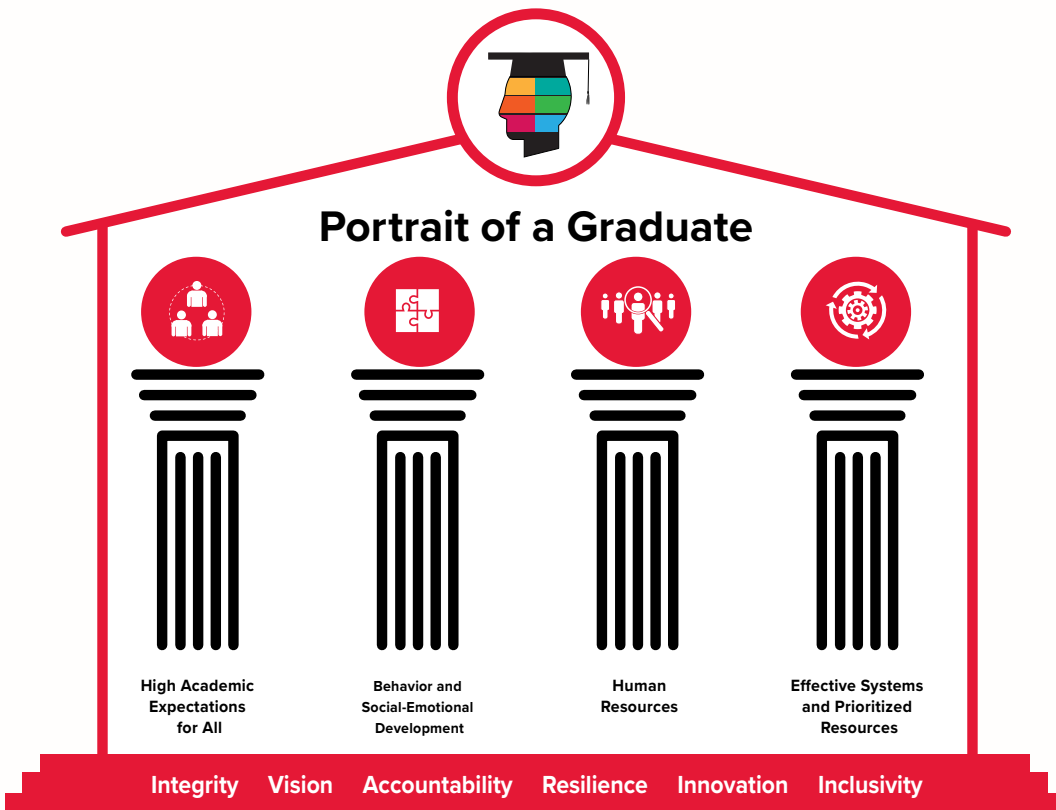 Portrait of a Graduate
High Academic
Expectations
for All
Behavior and
Social-Emotional
Development
Human
Resources
Effective Systems
and Prioritized
Resources
Integrity Vision Accountability Resilience Innovation Inclusivity